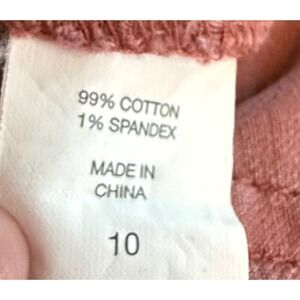 99% COTTON
1% SPANDEX
MADE IN
CHINA
10